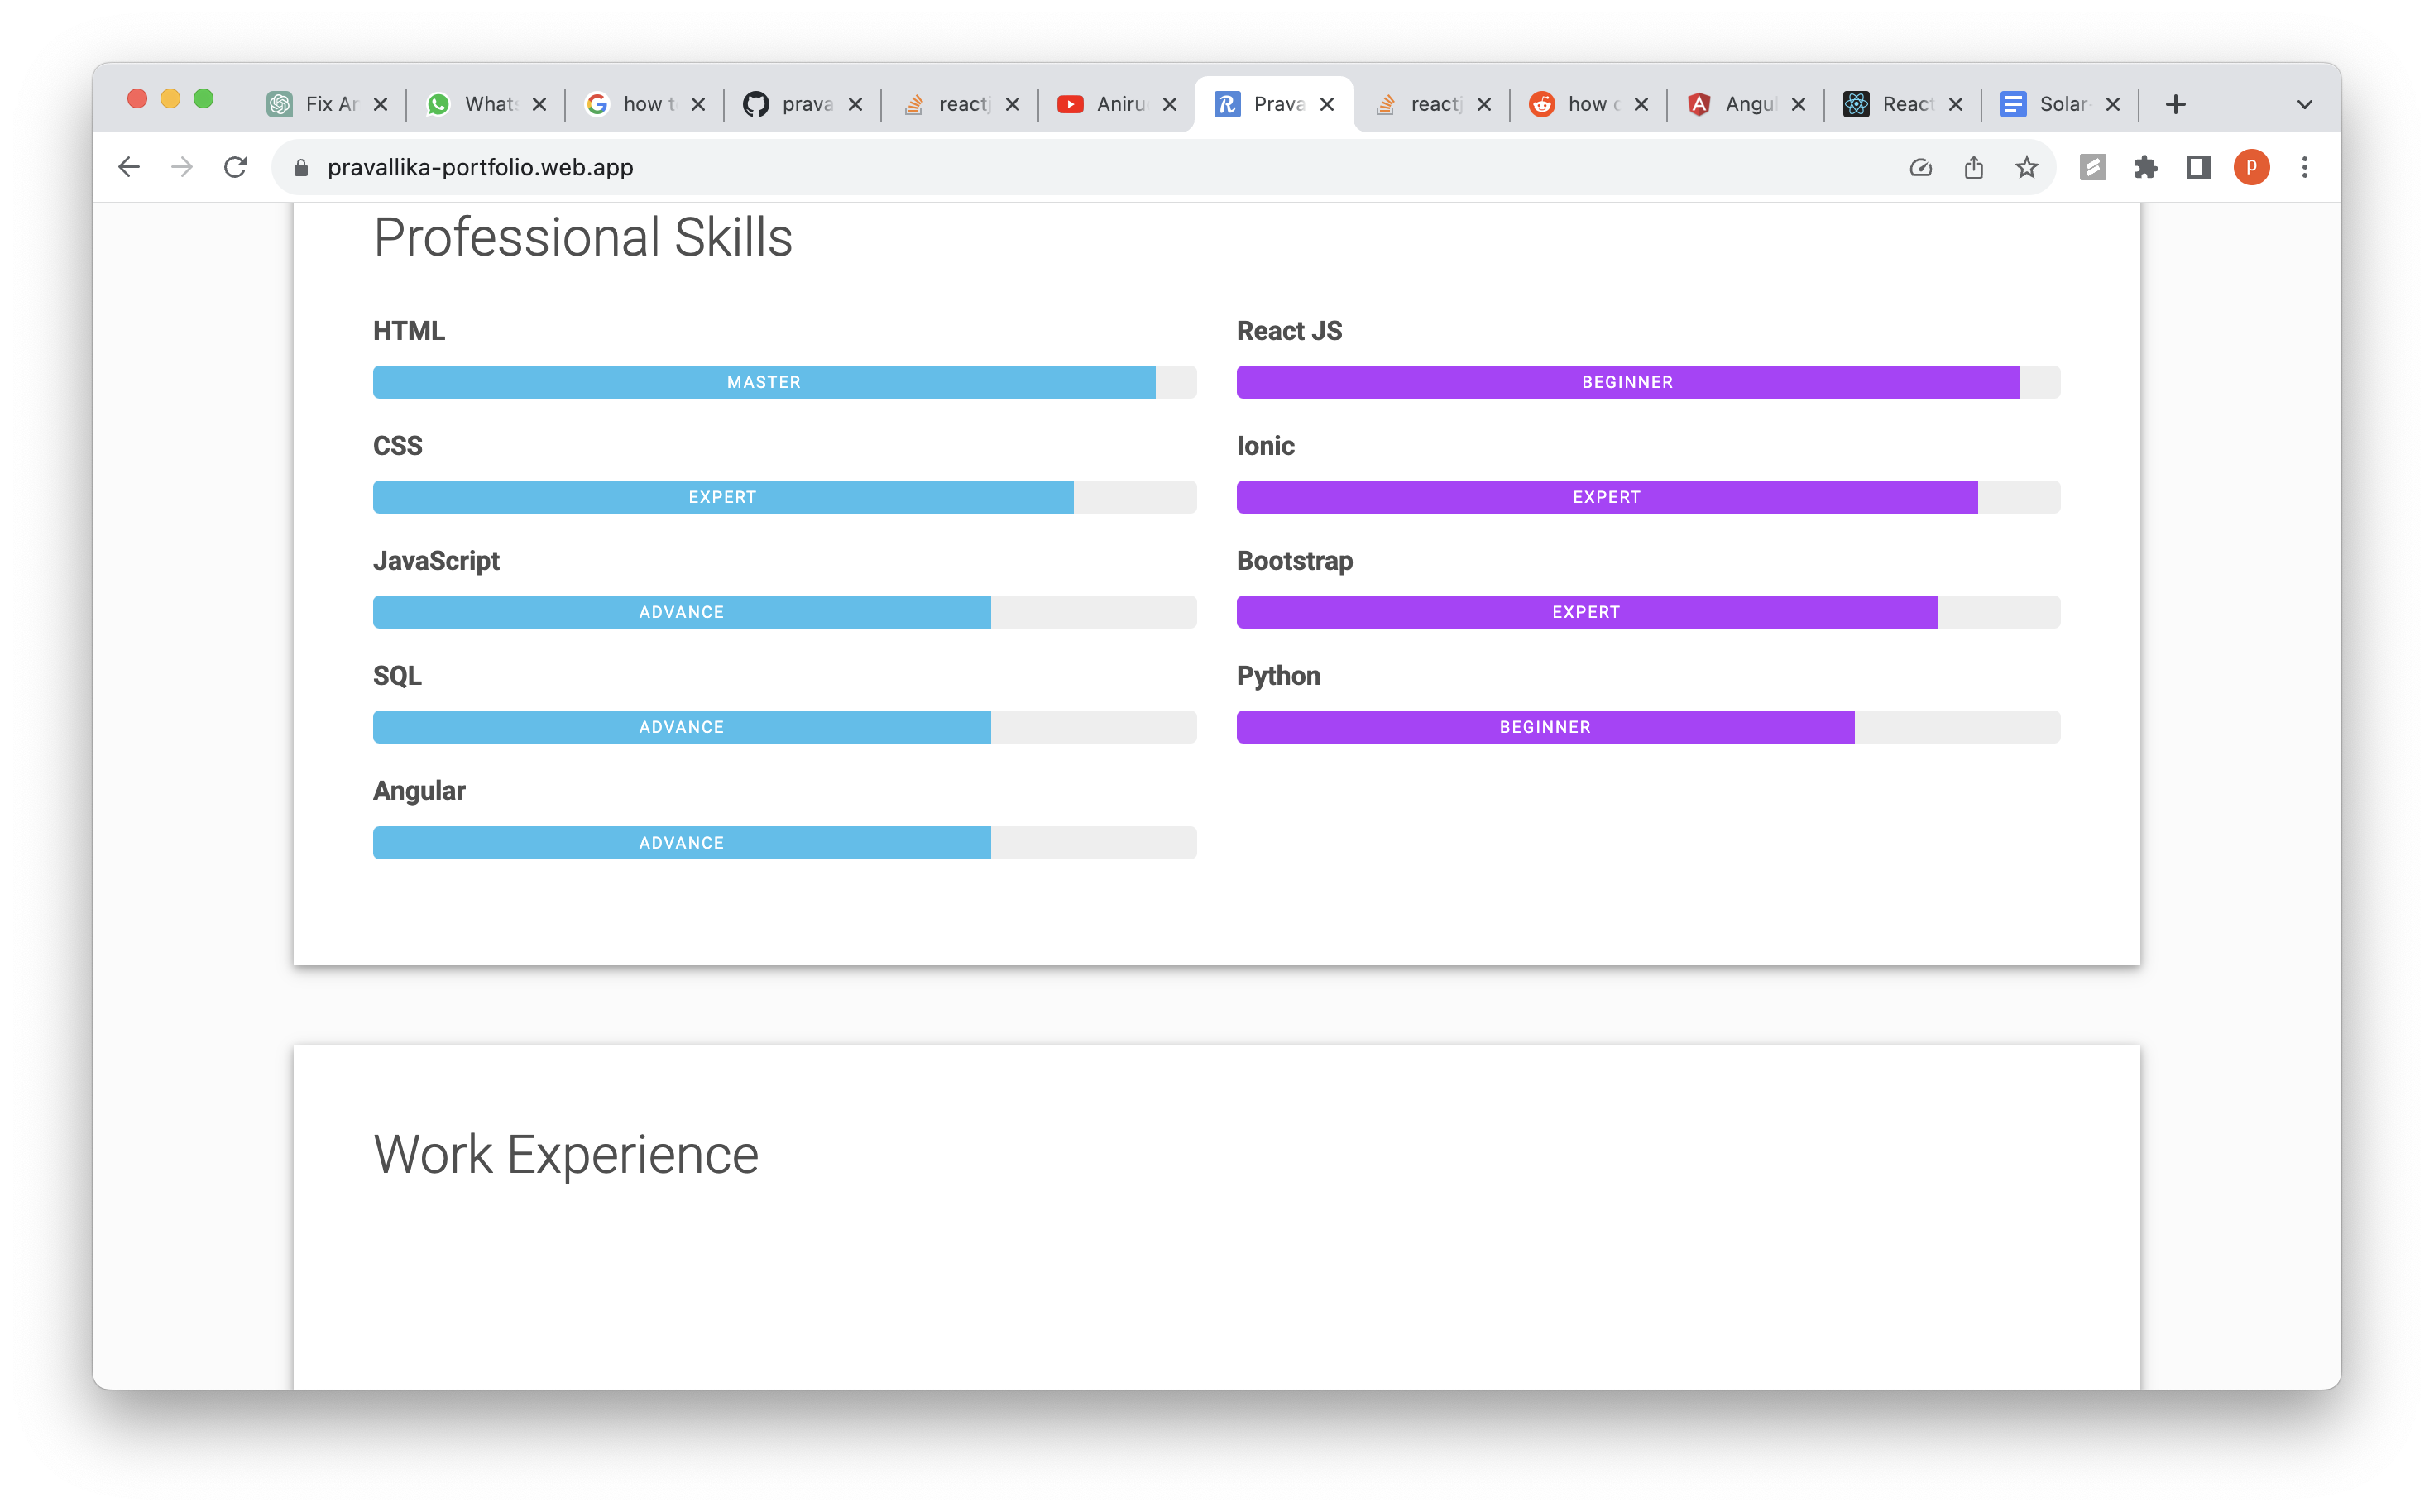 Fix Ar
Whats
how t
prava
reactj
Aniru
Prava
reactj
how c
Angul
React
Solar-
pravallika-portfolio.web.app
p
Professional Skills
HTML
MASTER
CSS
EXPERT
JavaScript
ADVANCE
SQL
ADVANCE
Angular
ADVANCE
React JS
BEGINNER
Ionic
EXPERT
Bootstrap
EXPERT
Python
BEGINNER
Work Experience